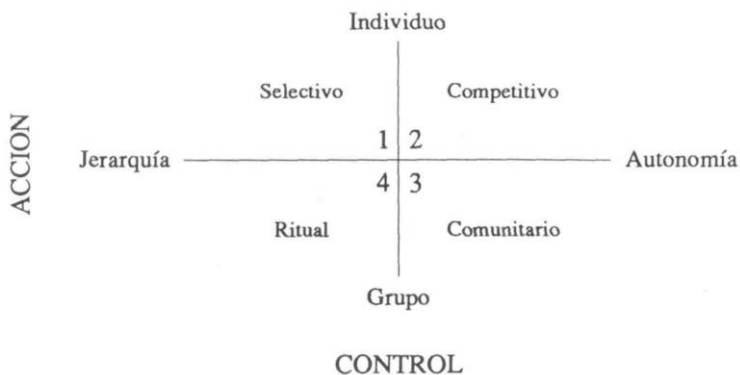 Individuo
Selectivo Competitivo
ACCION
1 2
Jerarquía Autonomía
4 3
Ritual Comunitario
Grupo
CONTROL